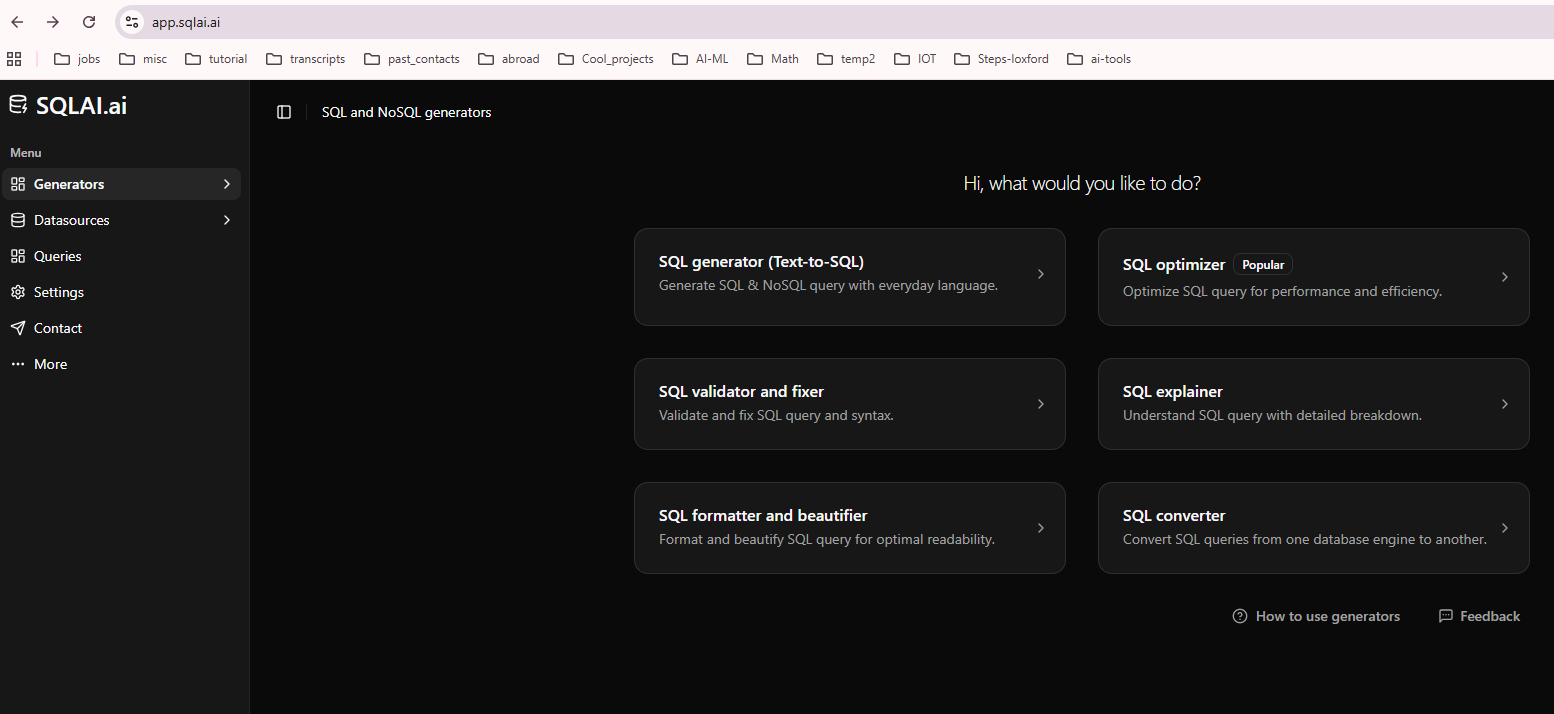 app.sqlai.ai
jobs misc tutorial transcripts past_contacts abroad Cool_projects AI-ML Math temp2 IOT Steps-loxford ai-tools
SQLAI.ai
Menu
Generators
Datasources
Queries
Settings
Contact
More
SQL and NoSQL generators
Hi, what would you like to do?
SQL generator (Text-to-SQL)
Generate SQL & NoSQL query with everyday language.
SQL optimizer Popular
Optimize SQL query for performance and efficiency.
SQL validator and fixer
Validate and fix SQL query and syntax.
SQL explainer
Understand SQL query with detailed breakdown.
SQL formatter and beautifier
Format and beautify SQL query for optimal readability.
SQL converter
Convert SQL queries from one database engine to another.
How to use generators Feedback